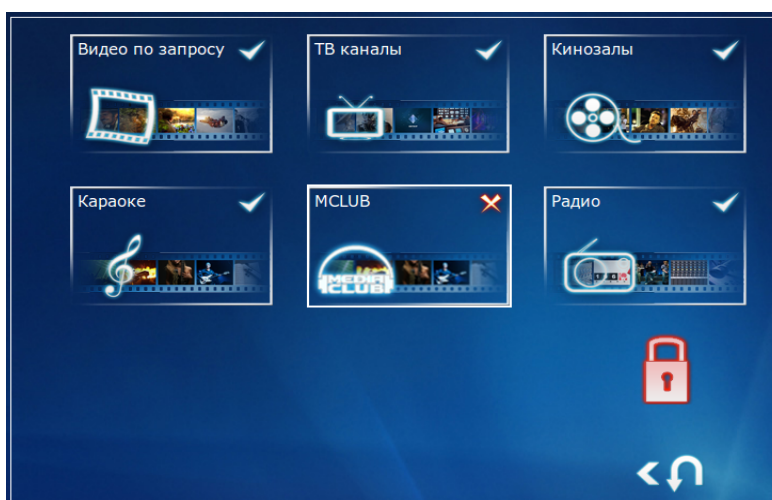 Видео по запросу
ТВ каналы
Кинозалы
Караоке
MCLUB
Радио
MEDIA
CLUB